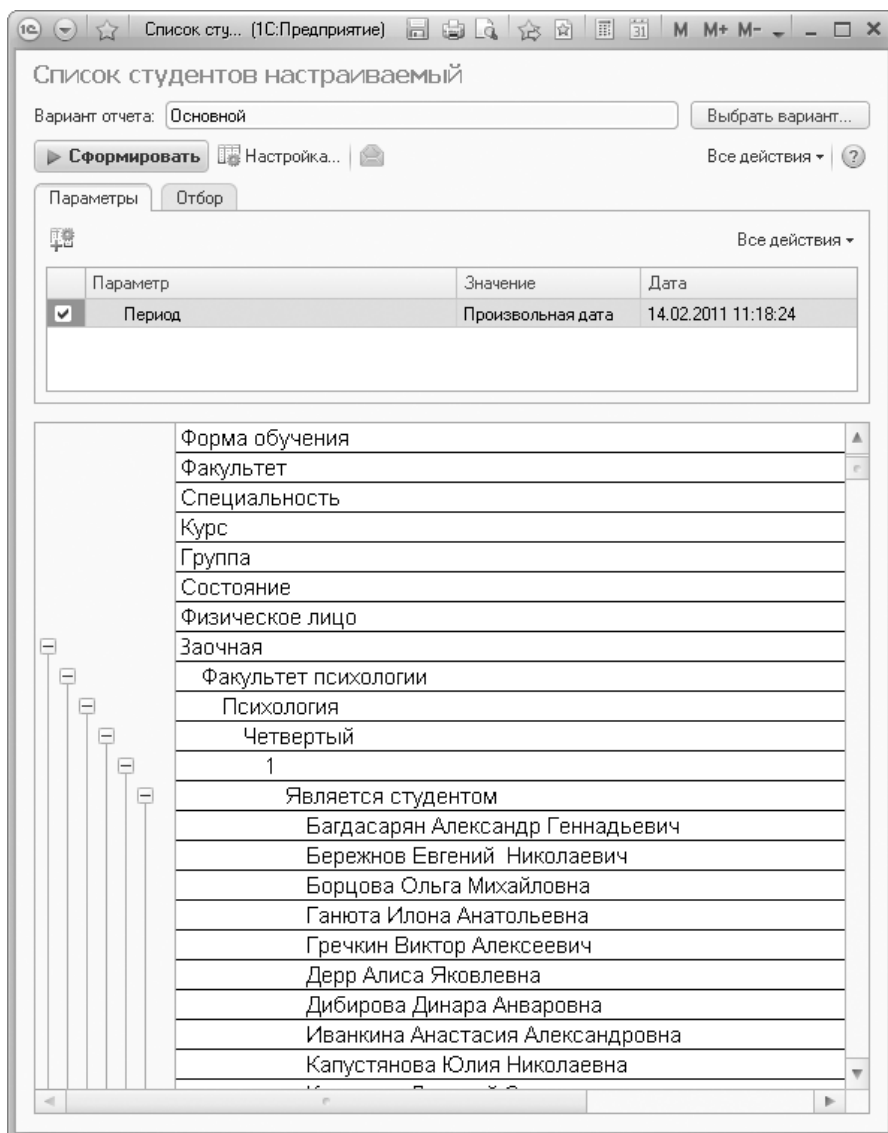 1С Список сту... (1С:Предприятие) 31 M M+ M-
Список студентов настраиваемый
Вариант отчета: Основной Выбрать вариант...
Сформировать Настройка... Все действия ?
Параметры Отбор
Все действия
Параметр Значение Дата
Период Произвольная дата 14.02.2011 11:18:24
Форма обучения
Факультет
Специальность
Курс
Группа
Состояние
Физическое лицо
Заочная
Факультет психологии
Психология
Четвертый
1
Является студентом
Багдасарян Александр Геннадьевич
Бережнов Евгений Николаевич
Борцова Ольга Михайловна
Ганюта Илона Анатольевна
Гречкин Виктор Алексеевич
Дерр Алиса Яковлевна
Дибирова Динара Анваровна
Иванкина Анастасия Александровна
Капустянова Юлия Николаевна